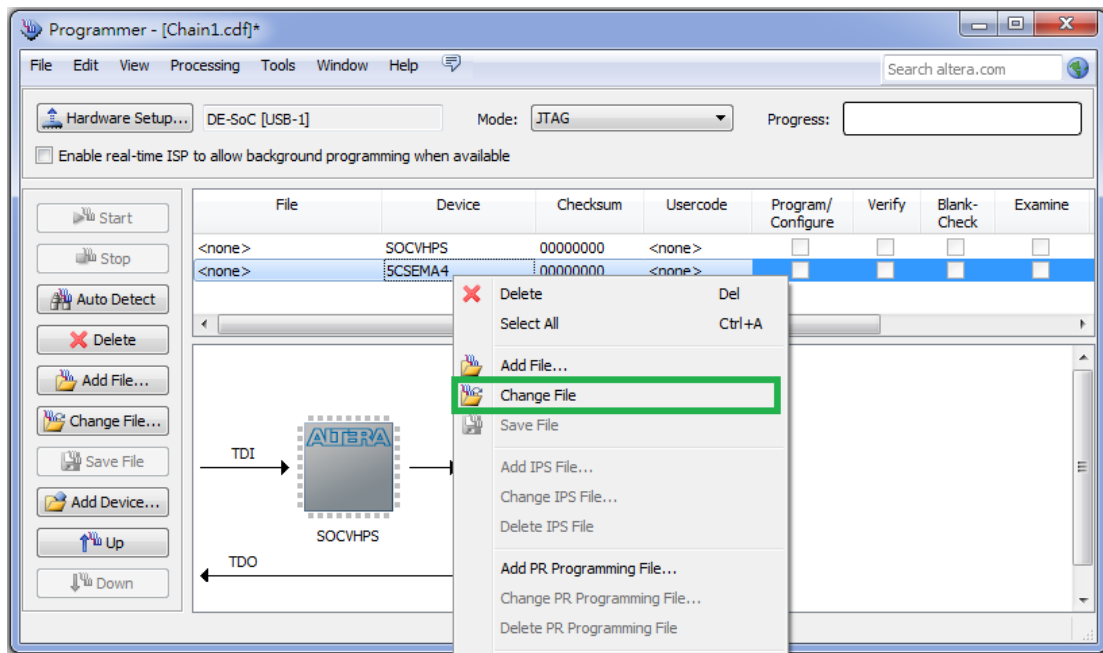 Programmer - [Chain1.cdf]*
File Edit View Processing Tools Window Help
Search altera.com
Hardware Setup... DE-SoC [USB-1] Mode: JTAG Progress:
Enable real-time ISP to allow background programming when available
Start
Stop
Auto Detect
Delete
Add File...
Change File...
Save File
Add Device...
Up
Down
File Device Checksum Usercode Program/ Verify Blank- Examine
Configure Check
<none> SOCVHPS 00000000 <none>
<none> 5CSEMA4 00000000 <none>
Delete Del
Select All Ctrl+A
Add File...
Change File
Save File
Add IPS File...
Change IPS File...
Delete IPS File
Add PR Programming File...
Change PR Programming File...
Delete PR Programming File
TDI
ALTERA
SOCVHPS
TDO